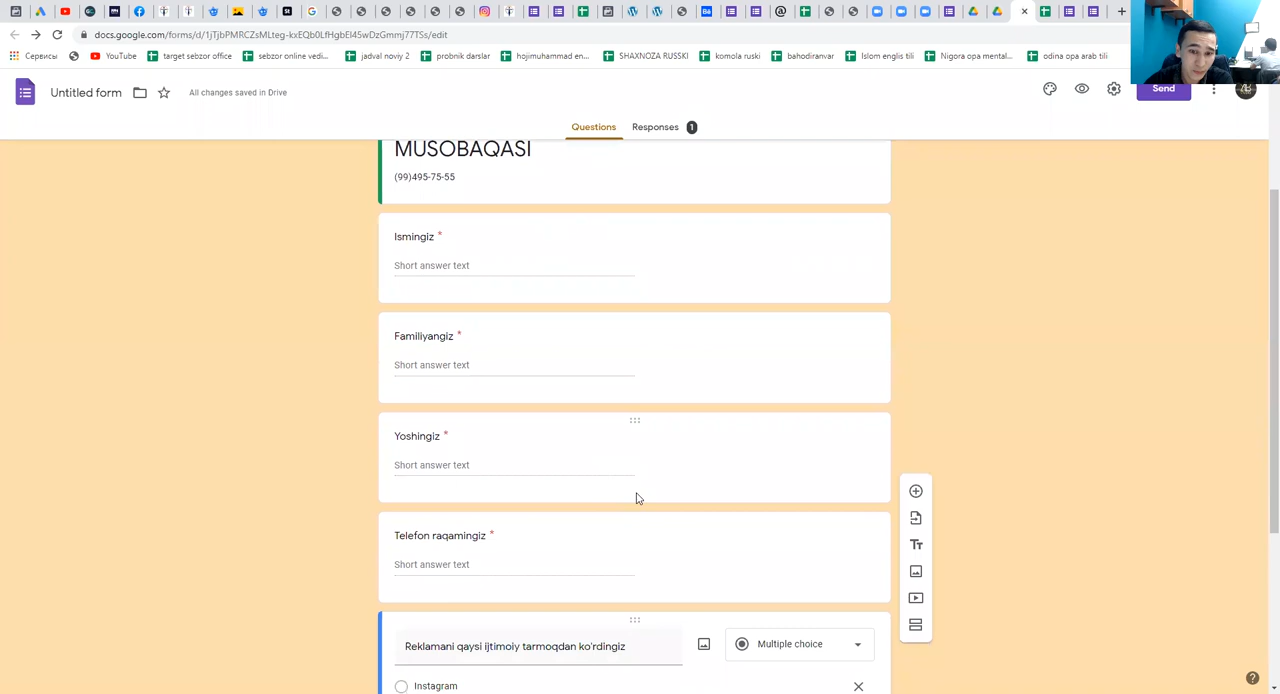 docs.google.com/forms/d/1jTjbPMRCZsMLteg-kxEQb0LfHgbEl45wDzGmmj77TSs/edit
Сервисы
YouTube
target sebzor office
sebzor online vedi...
jadval noviy 2
probnik darslar
hojimuhammad en...
SHAXNOZA RUSSKI
komola ruski
bahodiranvar
Islom englis tili
Nigora opa mental...
odina opa arab tili
Untitled form
All changes saved in Drive
Send
Questions
Responses 1
MUSOBAQASI
(99)495-75-55
Ismingiz *
Short answer text
Familiyangiz *
Short answer text
Yoshingiz *
Short answer text
Telefon raqamingiz *
Short answer text
Reklamani qaysi ijtimoiy tarmoqdan ko'rdingiz
Multiple choice
Instagram